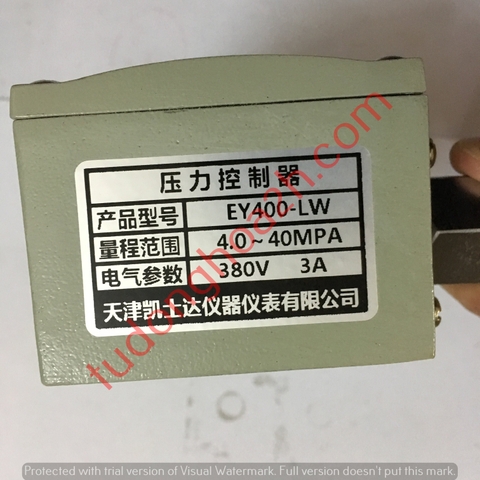 压力控制器
产品型号 EY400-LW
量程范围 4.0~40MPA
电气参数 380V 3A
天津凯士达仪器仪表有限公司
tudonghoaah.com
Protected with trial version of Visual Watermark. Full version doesn't put this mark.